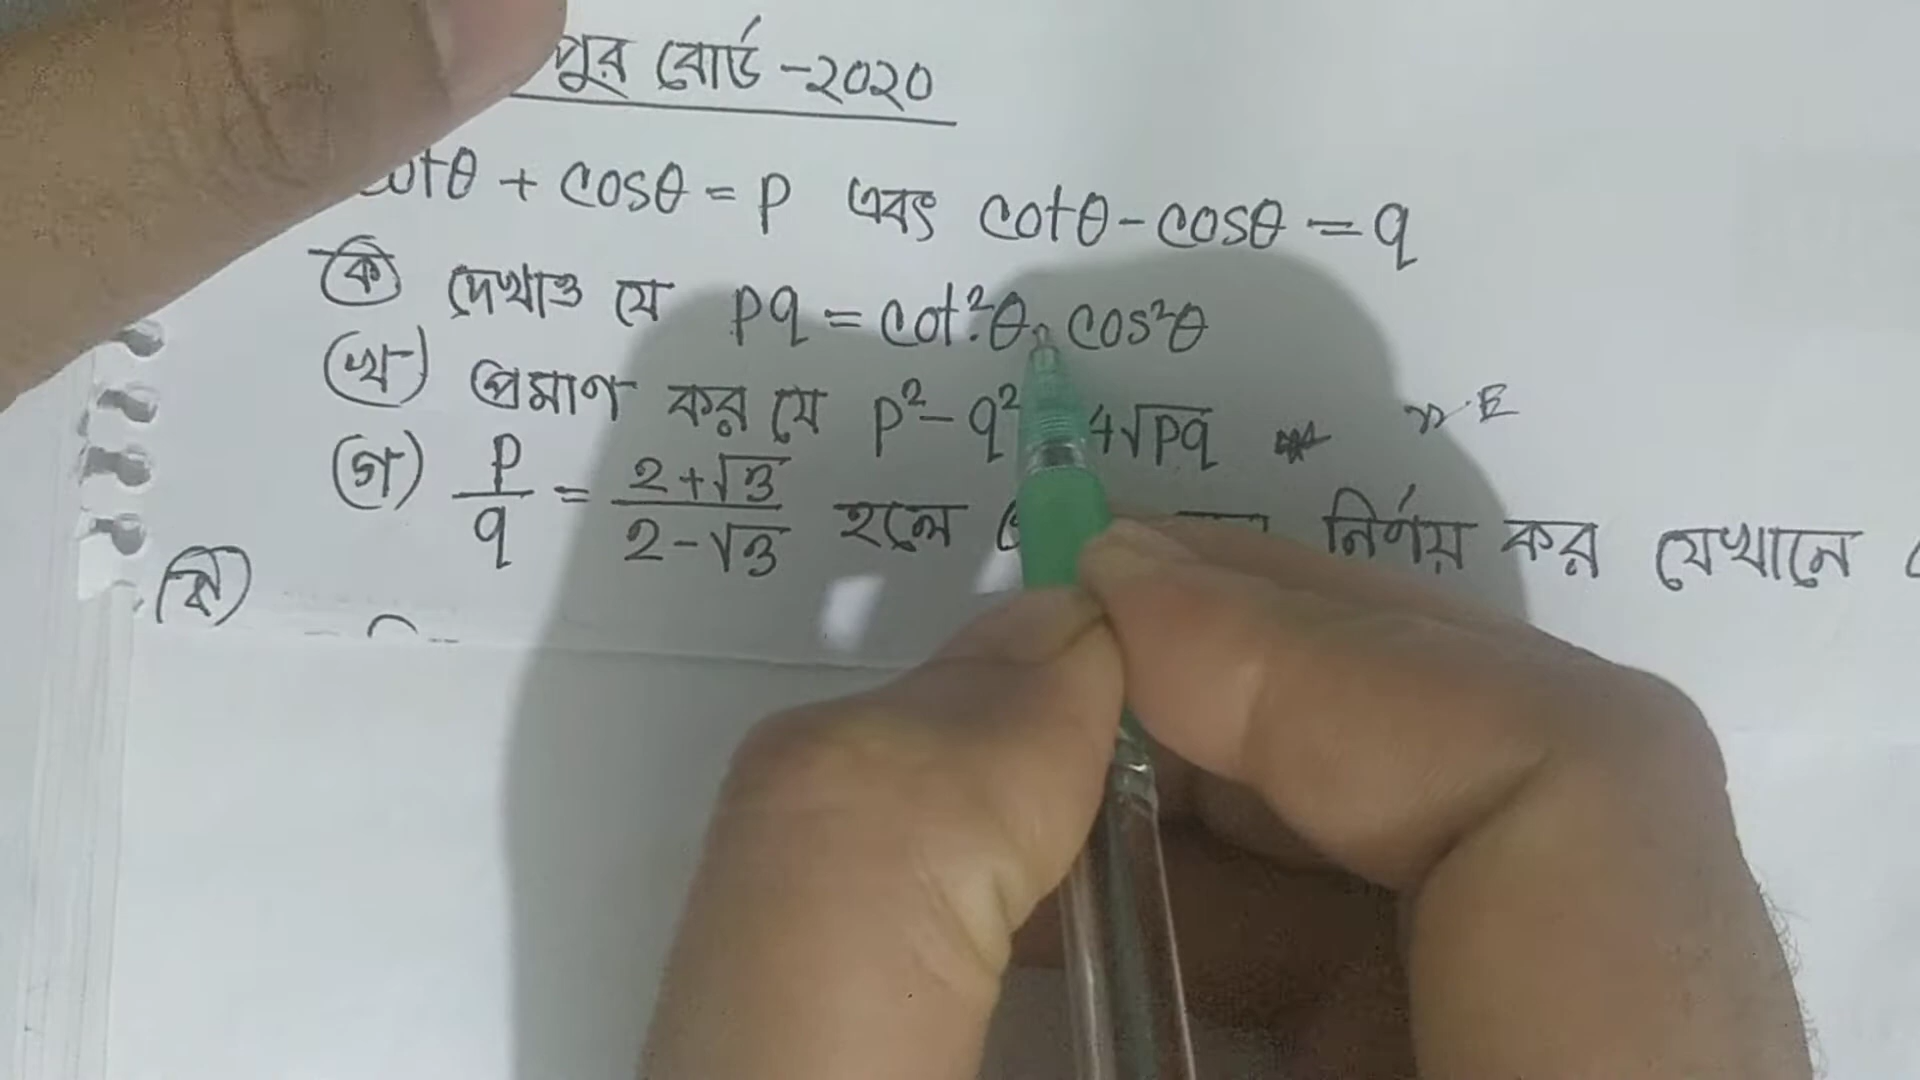 পুর বোর্ড -২০২০
cotθ + cosθ = p এবং cotθ - cosθ = q
(ক) দেখাও যে pq = cot²θ. cos²θ
(খ) প্রমাণ কর যে p² - q² 4√pq
(গ) p/q = 2+√3 / 2-√3 হলে নির্ণয় কর যেখানে
(ক)